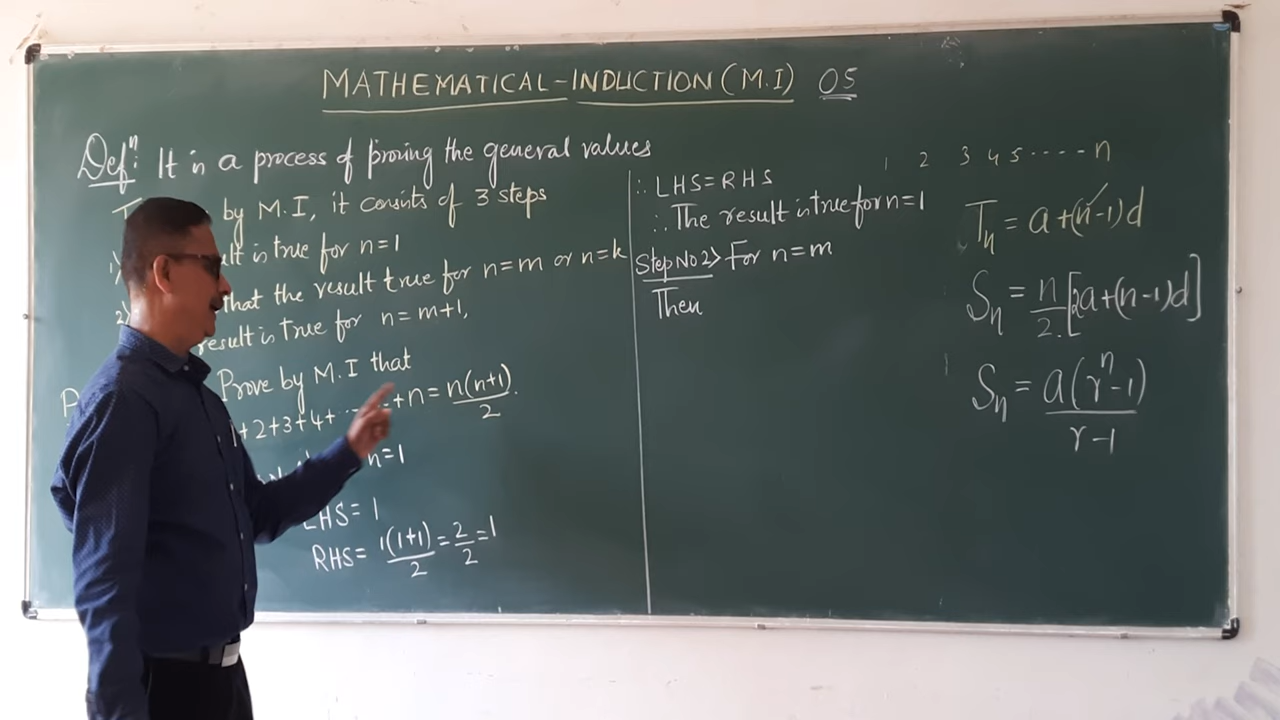 MATHEMATICAL-INDUCTION (M.I) 05
Defⁿ: It is a process of proving the general values
by M.I, it consits of 3 steps
1) is true for n=1
2) that the result true for n=m or n=k
result is true for n=m+1,
Prove by M.I that
1+2+3+4+ +n = n(n+1)/2.
n=1
LHS = 1
RHS = 1(1+1)/2 = 2/2 = 1
∴ LHS = RHS
∴ The result is true for n=1
Step No 2> For n=m
Then
1 2 3 4 5 ····· n
Tₙ = a+(n-1)d
Sₙ = n/2.[2a+(n-1)d]
Sₙ = a(rⁿ-1)/r-1